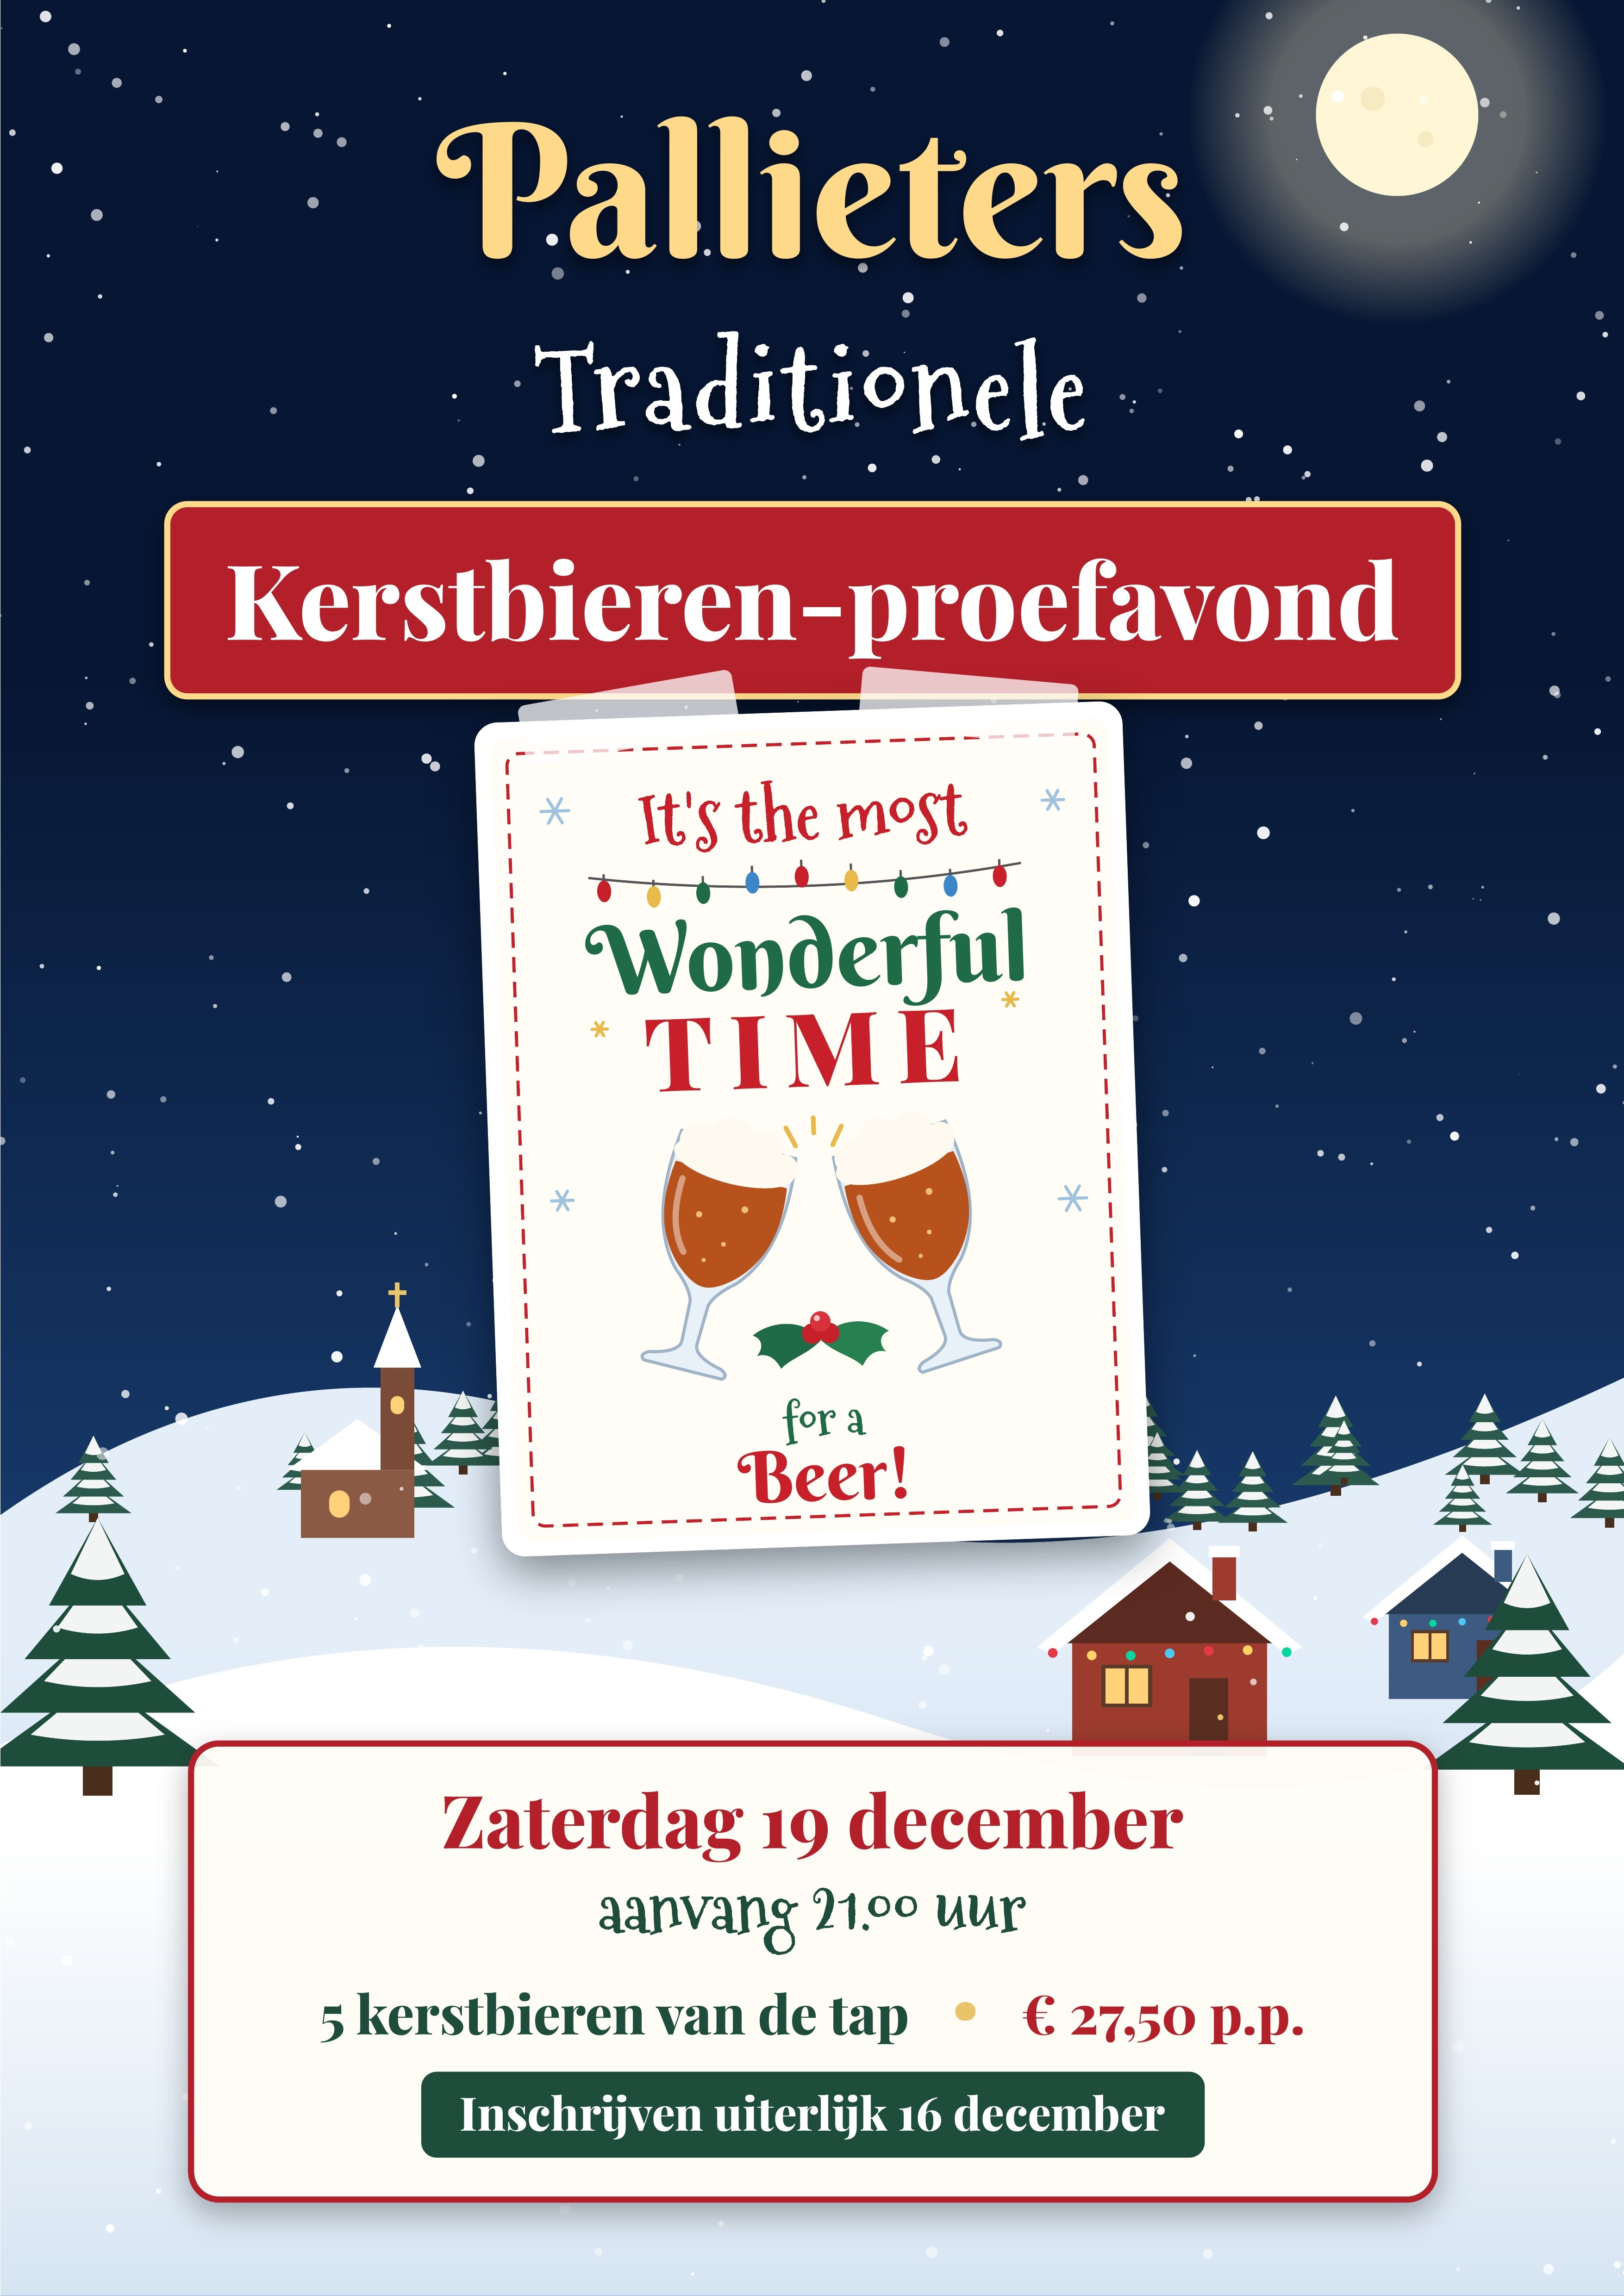 Pallieters
Traditionele
Kerstbieren-proefavond
It's the most
Wonderful
TIME
for a
Beer!
Zaterdag 19 december
aanvang 21.00 uur
5 kerstbieren van de tap • € 27,50 p.p.
Inschrijven uiterlijk 16 december